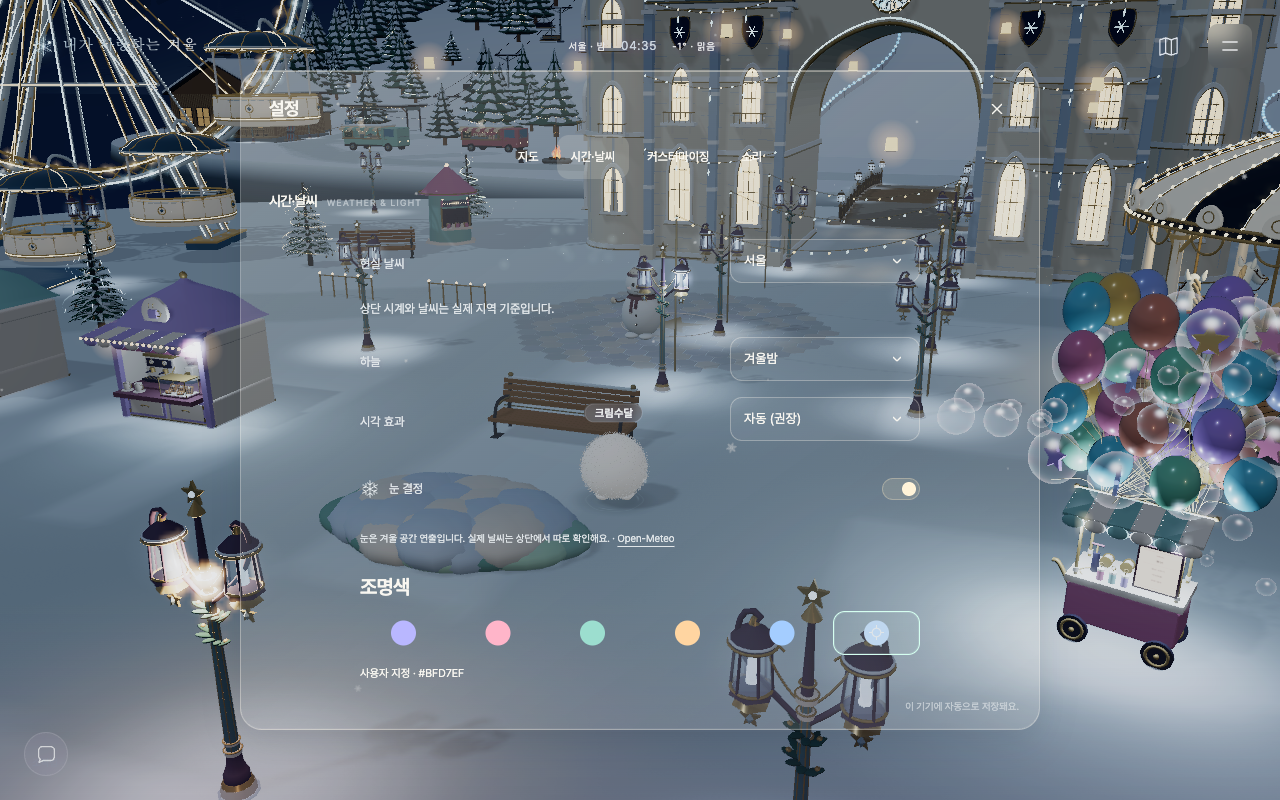 내가 여행하는 겨울
서울 · 밤 04:35 -1° 맑음
설정
지도 시간·날씨 커스터마이징 소리
시간·날씨 WEATHER & LIGHT
현실 날씨 서울
상단 시계와 날씨는 실제 지역 기준입니다.
하늘 겨울밤
시각 효과 자동 (권장)
크림수달
눈 결정
눈은 겨울 공간 연출입니다. 실제 날씨는 상단에서 따로 확인해요. · Open-Meteo
조명색
사용자 지정 · #BFD7EF
이 기기에 자동으로 저장돼요.